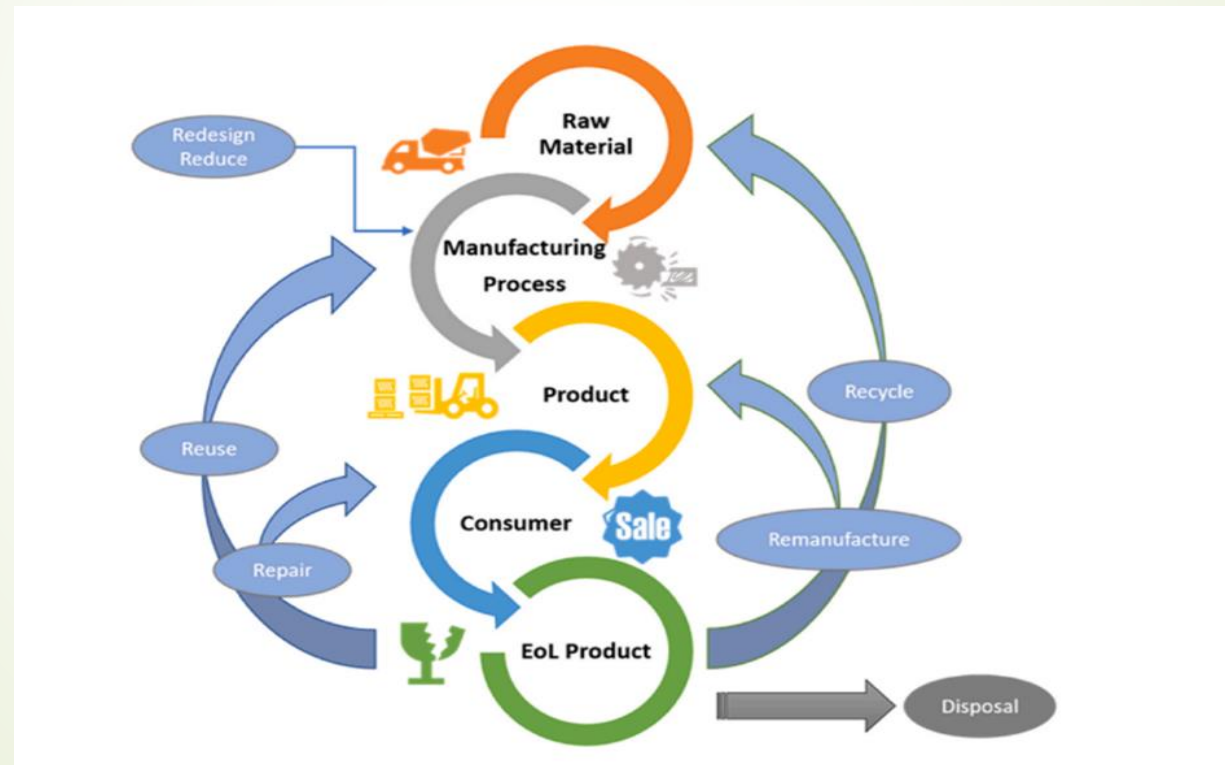 Raw
Material
Redesign
Reduce
Manufacturing
Process
Product
Recycle
Reuse
Consumer
Sale
Remanufacture
Repair
EoL Product
Disposal